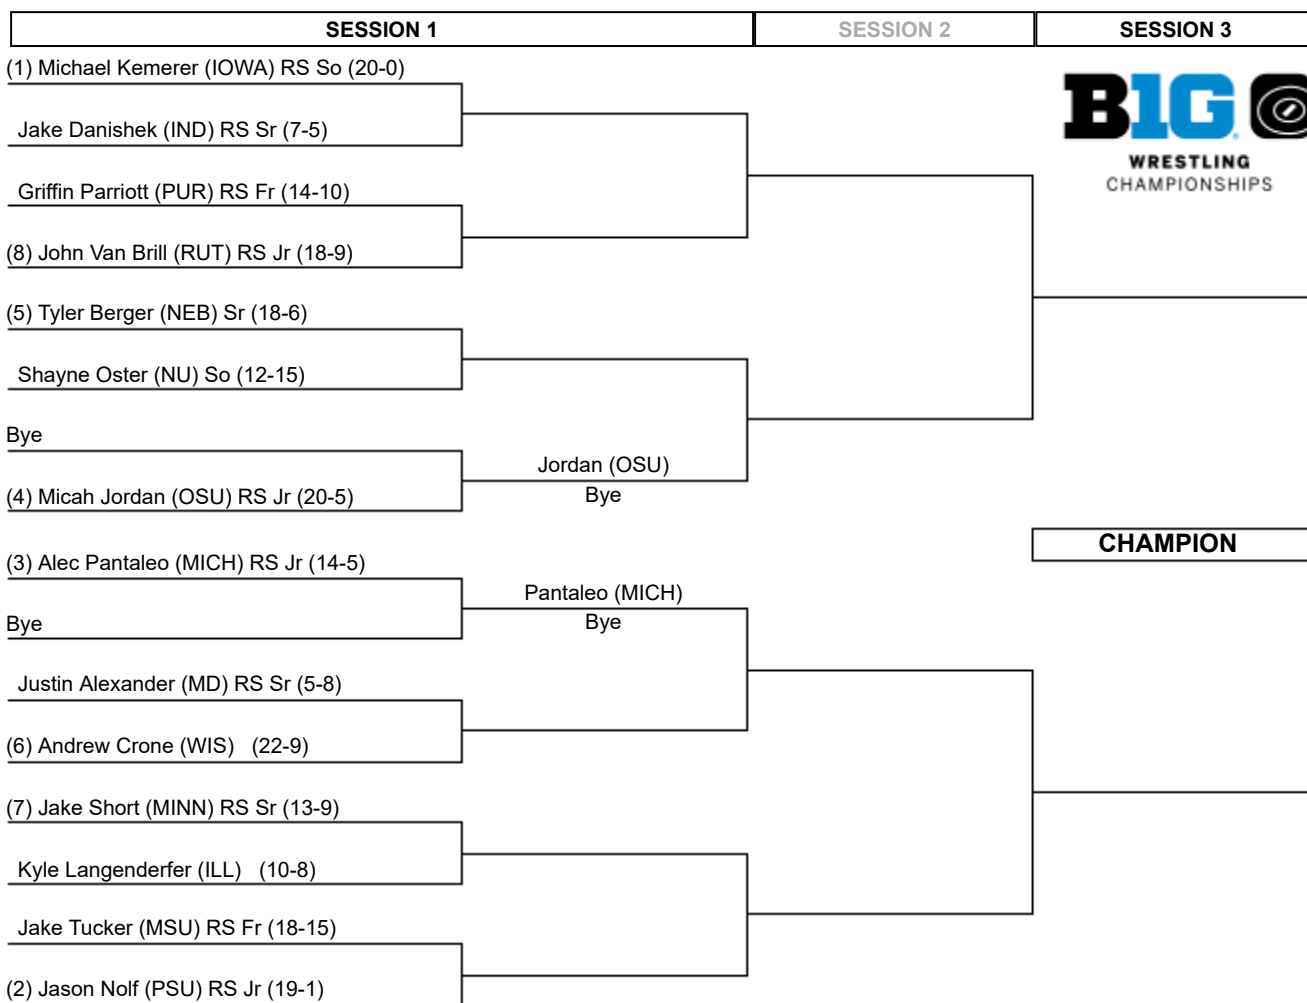 SESSION 1
SESSION 2
SESSION 3
(1) Michael Kemerer (IOWA) RS So (20-0)
Jake Danishek (IND) RS Sr (7-5)
B1G
WRESTLING
CHAMPIONSHIPS
Griffin Parriott (PUR) RS Fr (14-10)
(8) John Van Brill (RUT) RS Jr (18-9)
(5) Tyler Berger (NEB) Sr (18-6)
Shayne Oster (NU) So (12-15)
Bye
Jordan (OSU)
Bye
(4) Micah Jordan (OSU) RS Jr (20-5)
CHAMPION
(3) Alec Pantaleo (MICH) RS Jr (14-5)
Pantaleo (MICH)
Bye
Bye
Justin Alexander (MD) RS Sr (5-8)
(6) Andrew Crone (WIS) (22-9)
(7) Jake Short (MINN) RS Sr (13-9)
Kyle Langenderfer (ILL) (10-8)
Jake Tucker (MSU) RS Fr (18-15)
(2) Jason Nolf (PSU) RS Jr (19-1)